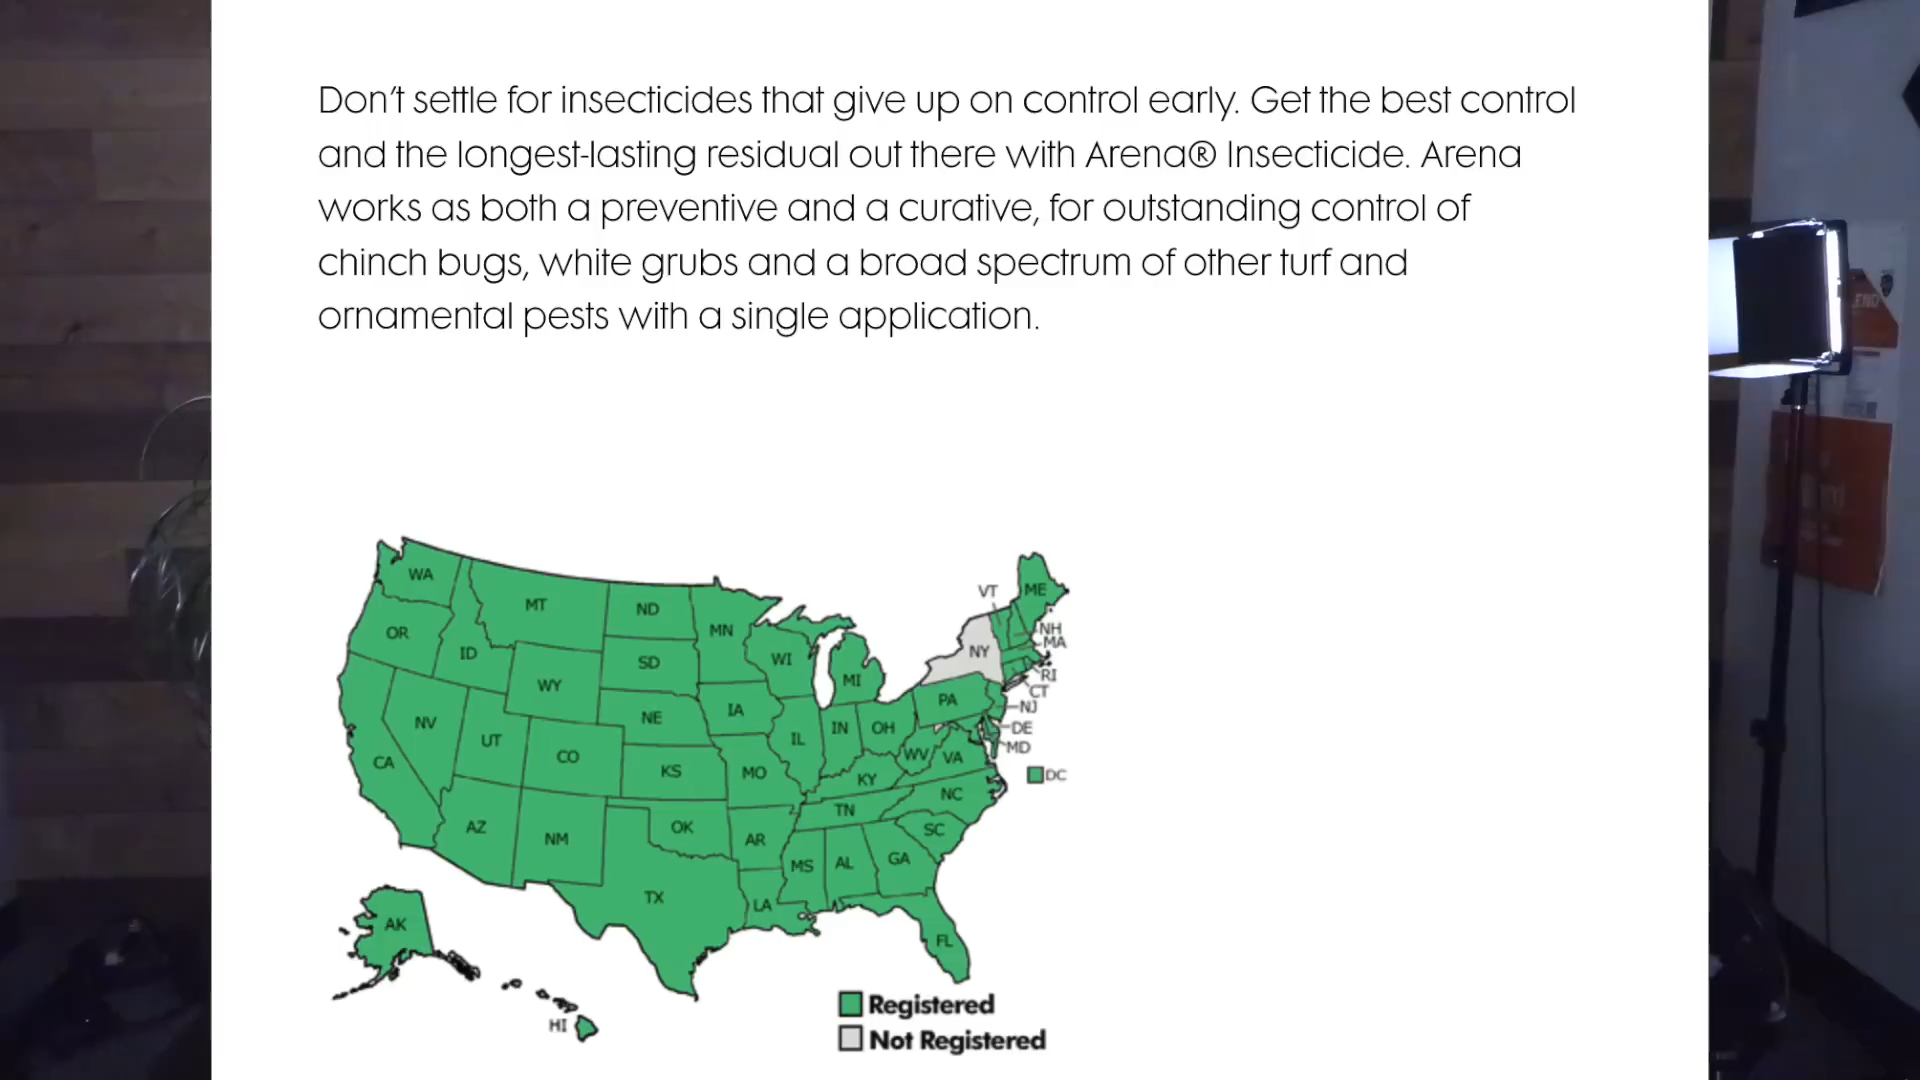 Don't settle for insecticides that give up on control early. Get the best control
and the longest-lasting residual out there with Arena® Insecticide. Arena
works as both a preventive and a curative, for outstanding control of
chinch bugs, white grubs and a broad spectrum of other turf and
ornamental pests with a single application.
WA
MT
ND
MN
VT
ME
OR
ID
SD
WI
NY
NH
MA
WY
MI
RI
CT
NV
NE
IA
PA
NJ
UT
CO
IL
IN
OH
DE
CA
KS
MO
WV
VA
MD
KY
DC
AZ
NM
OK
AR
TN
NC
SC
MS
AL
GA
TX
LA
AK
FL
HI
Registered
Not Registered
END